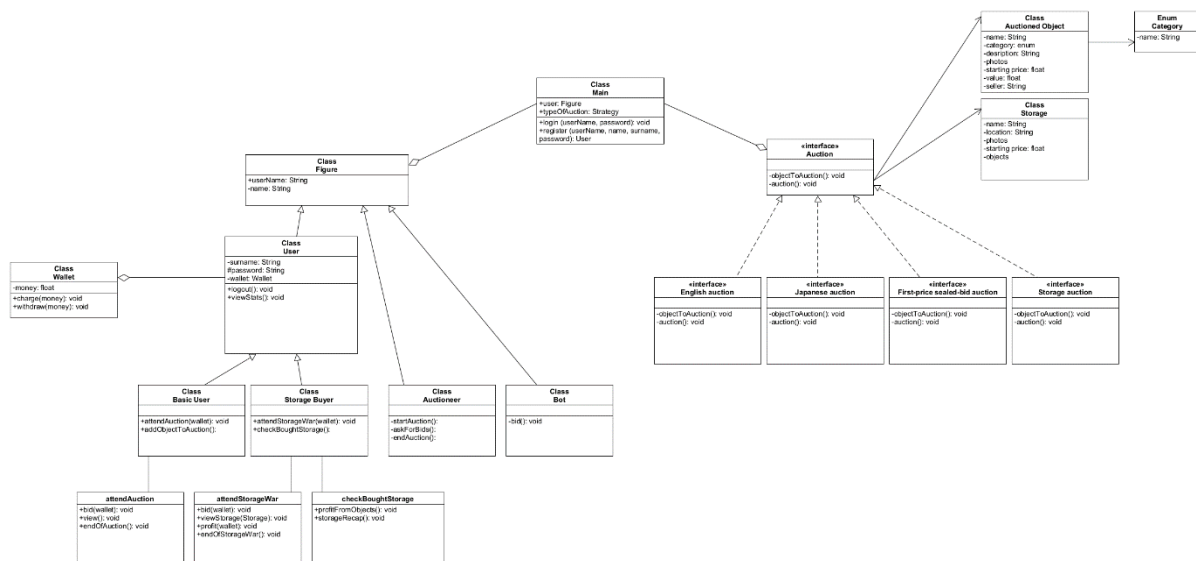 Class
Auctioned Object
-name: String
-category: enum
-desription: String
-photos
-starting price: float
-value: float
-seller: String
Enum
Category
-name: String
Class
Main
+user: Figure
+typeOfAuction: Strategy
+login (userName, password): void
+register (userName, name, surname,
password): User
Class
Storage
-name: String
-location: String
-photos
-starting price: float
-objects
«interface»
Auction
-objectToAuction(): void
-auction(): void
Class
Figure
+userName: String
-name: String
Class
User
-surname: String
#password: String
-wallet: Wallet
+logout(): void
+viewStats(): void
Class
Wallet
-money: float
+charge(money): void
+withdraw(money): void
«interface»
English auction
-objectToAuction(): void
-auction(): void
«interface»
Japanese auction
-objectToAuction(): void
-auction(): void
«interface»
First-price sealed-bid auction
-objectToAuction(): void
-auction(): void
«interface»
Storage auction
-objectToAuction(): void
-auction(): void
Class
Basic User
+attendAuction(wallet): void
+addObjectToAuction():
Class
Storage Buyer
+attendStorageWar(wallet): void
+checkBoughtStorage():
Class
Auctioneer
-startAuction():
-askForBids():
-endAuction():
Class
Bot
-bid(): void
attendAuction
+bid(wallet): void
+view(): void
+endOfAuction(): void
attendStorageWar
+bid(wallet): void
+viewStorage(Storage): void
+profit(wallet): void
+endOfStorageWar(): void
checkBoughtStorage
+profitFromObjects(): void
+storageRecap(): void